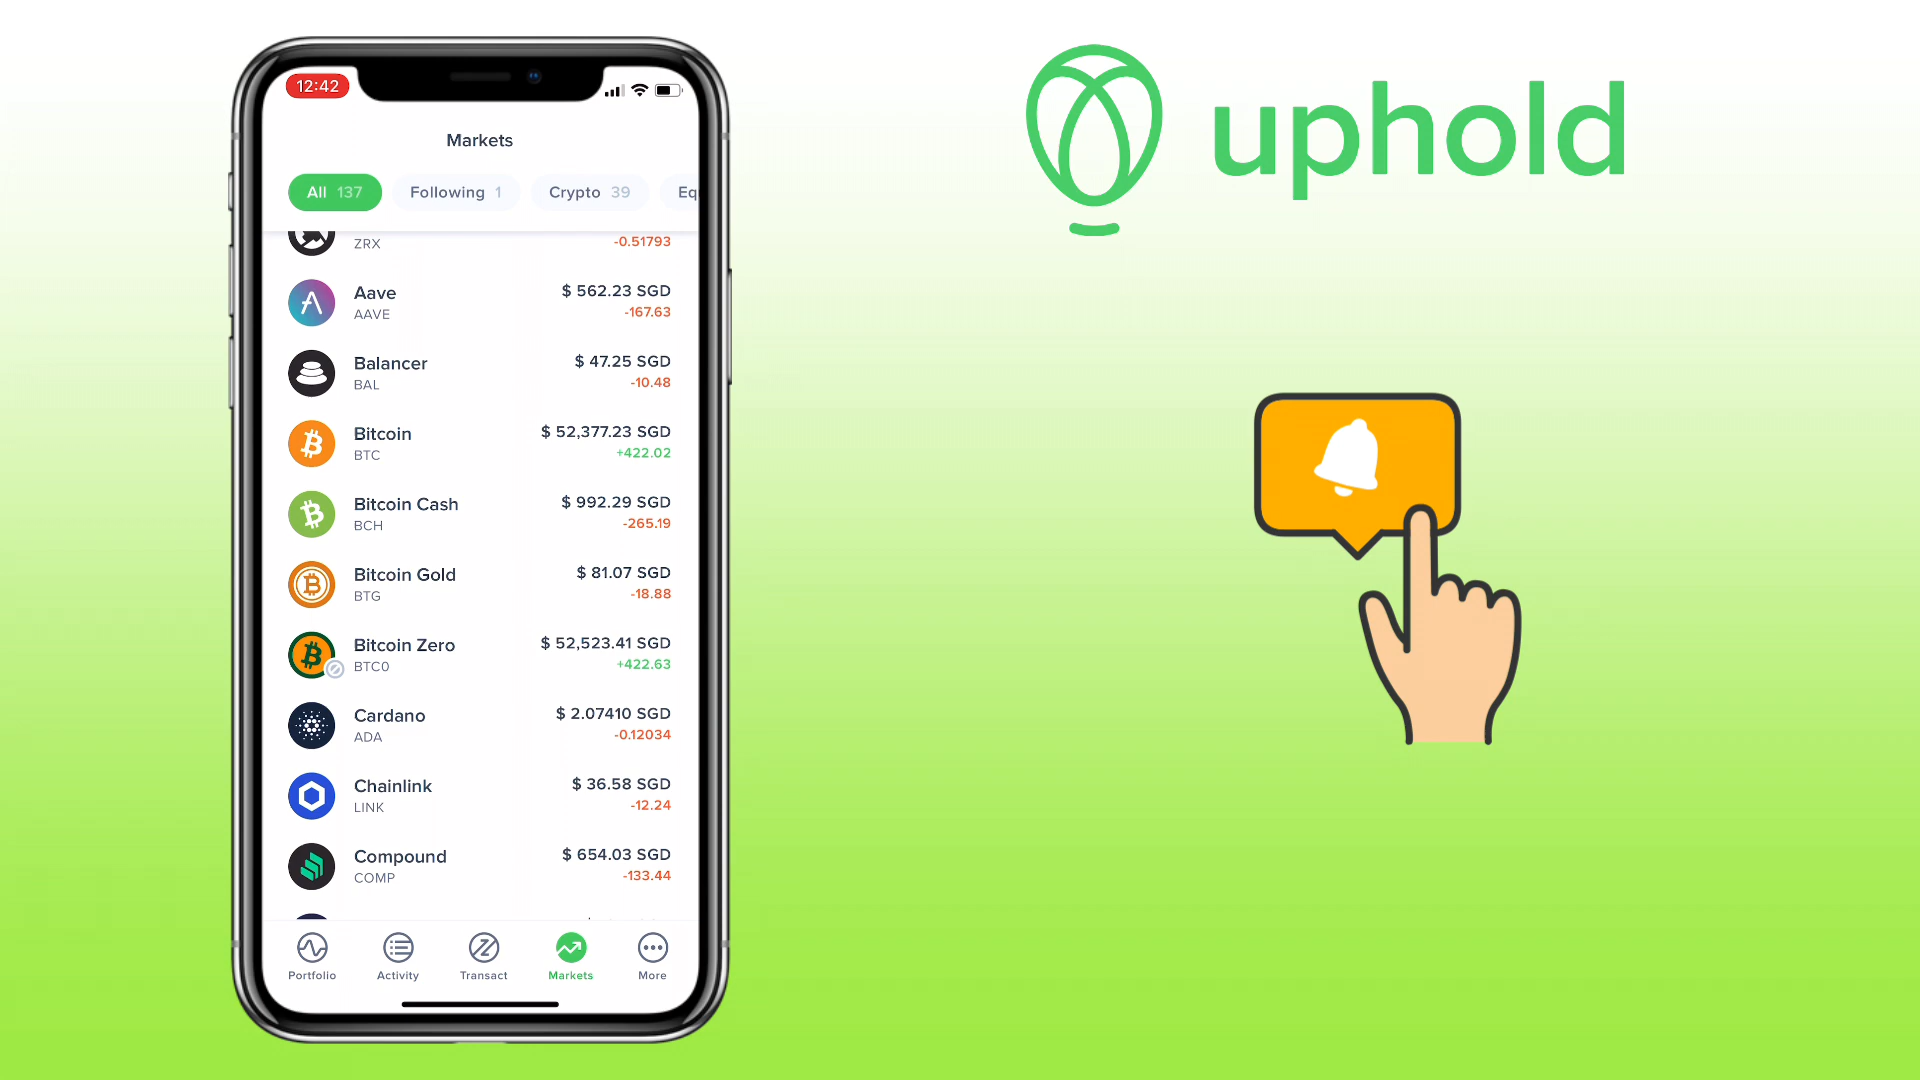 12:42
Markets
All 137 Following 1 Crypto 39 Eq
ZRX -0.51793
Aave $ 562.23 SGD
AAVE -167.63
Balancer $ 47.25 SGD
BAL -10.48
Bitcoin $ 52,377.23 SGD
BTC +422.02
Bitcoin Cash $ 992.29 SGD
BCH -265.19
Bitcoin Gold $ 81.07 SGD
BTG -18.88
Bitcoin Zero $ 52,523.41 SGD
BTC0 +422.63
Cardano $ 2.07410 SGD
ADA -0.12034
Chainlink $ 36.58 SGD
LINK -12.24
Compound $ 654.03 SGD
COMP -133.44
Portfolio Activity Transact Markets More
uphold